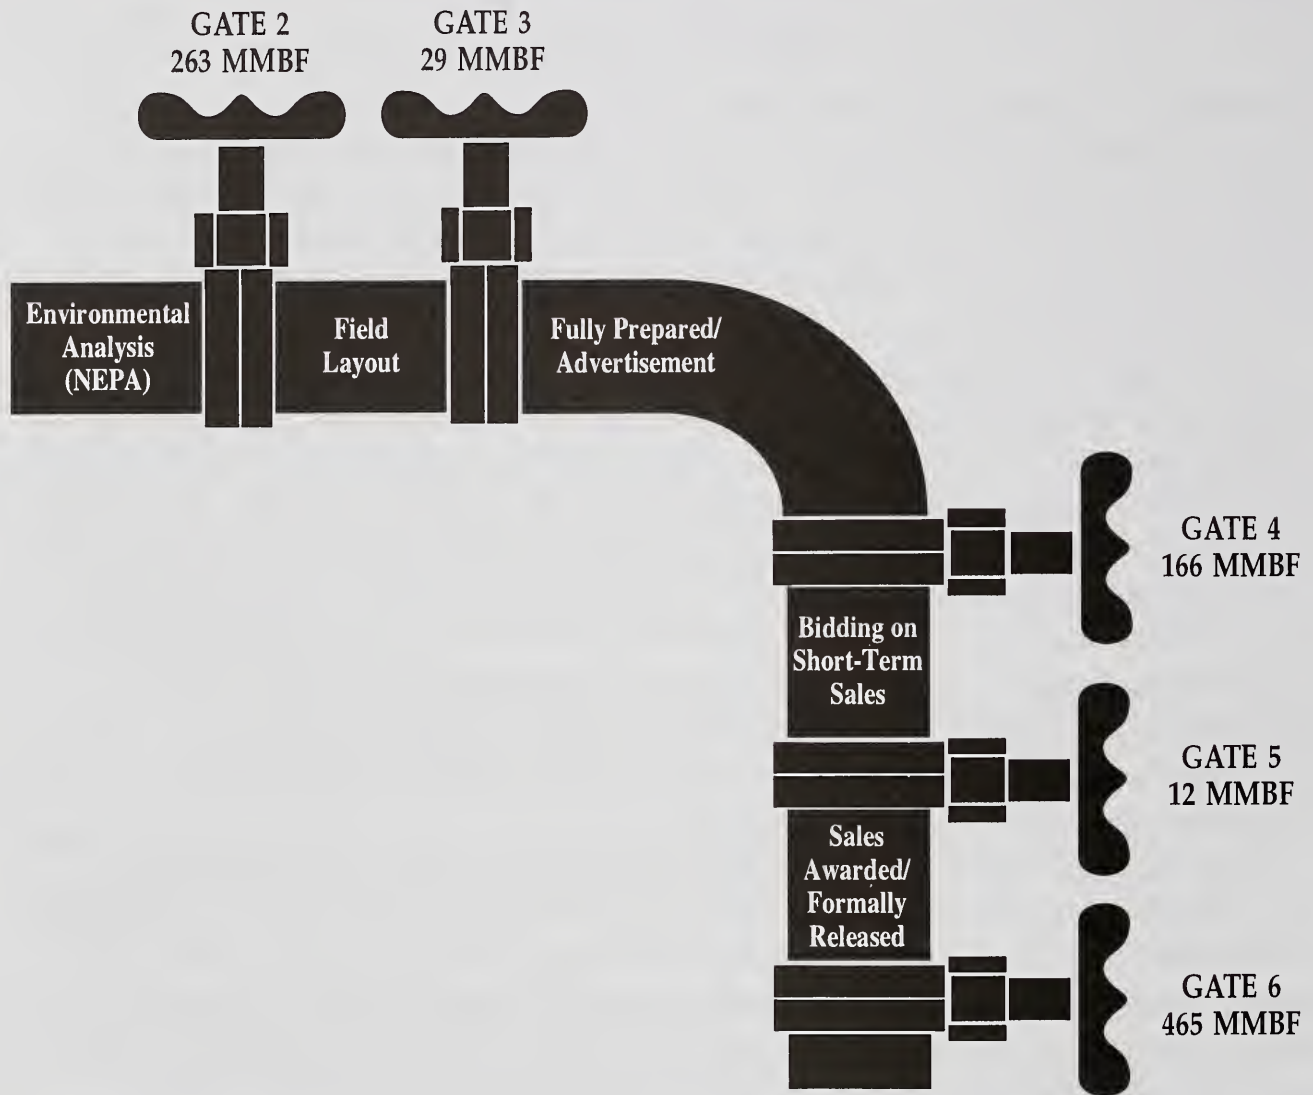 GATE 2
263 MMBF
GATE 3
29 MMBF
Environmental
Analysis
(NEPA)
Field
Layout
Fully Prepared/
Advertisement
GATE 4
166 MMBF
Bidding on
Short-Term
Sales
GATE 5
12 MMBF
Sales
Awarded/
Formally
Released
GATE 6
465 MMBF